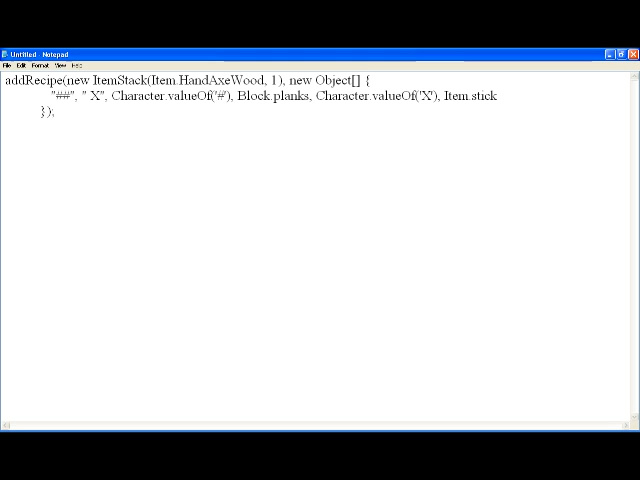 Untitled - Notepad
File Edit Format View Help
addRecipe(new ItemStack(Item.HandAxeWood, 1), new Object[] {
"##", " X", Character.valueOf('#'), Block.planks, Character.valueOf('X'), Item.stick
});